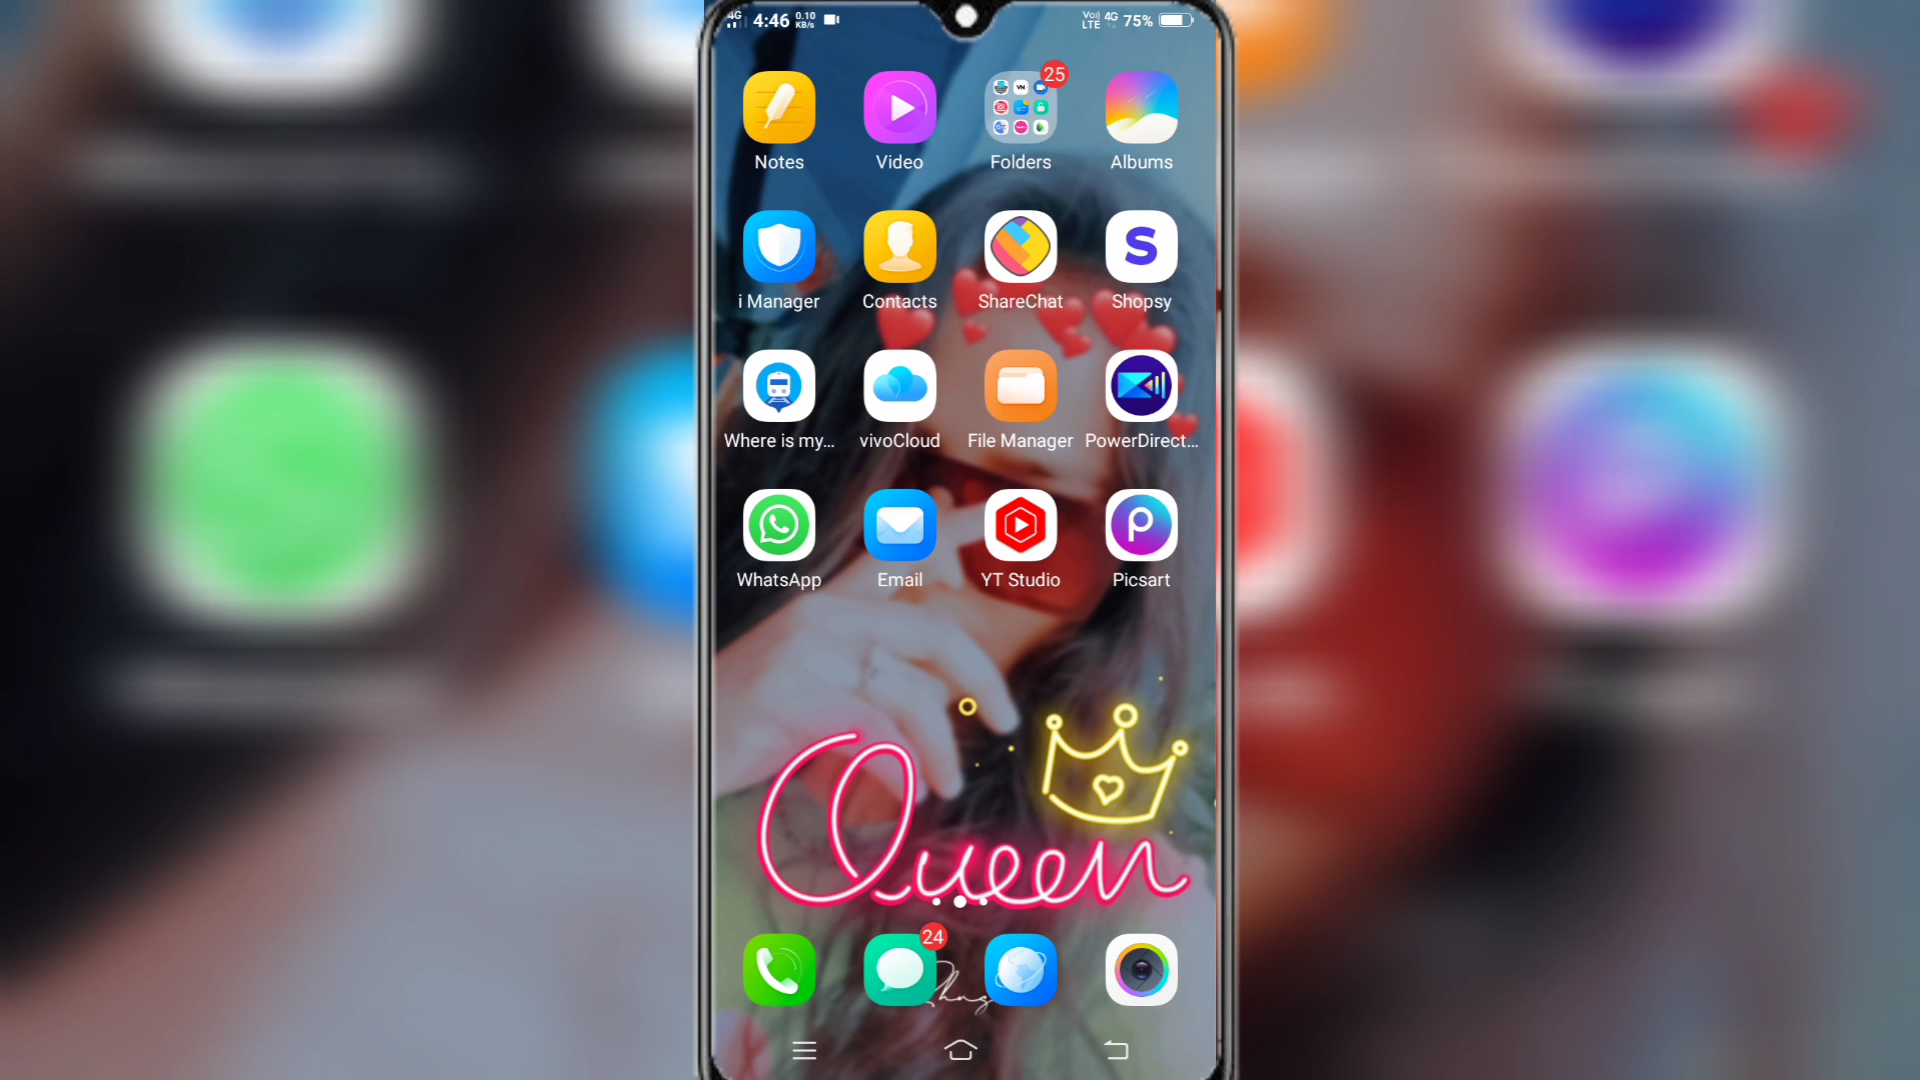 4G 4:46 0.10 KB/s VoLTE 4G 75%
25
Notes Video Folders Albums
i Manager Contacts ShareChat Shopsy
Where is my... vivoCloud File Manager PowerDirect...
WhatsApp Email YT Studio Picsart
Queen
24